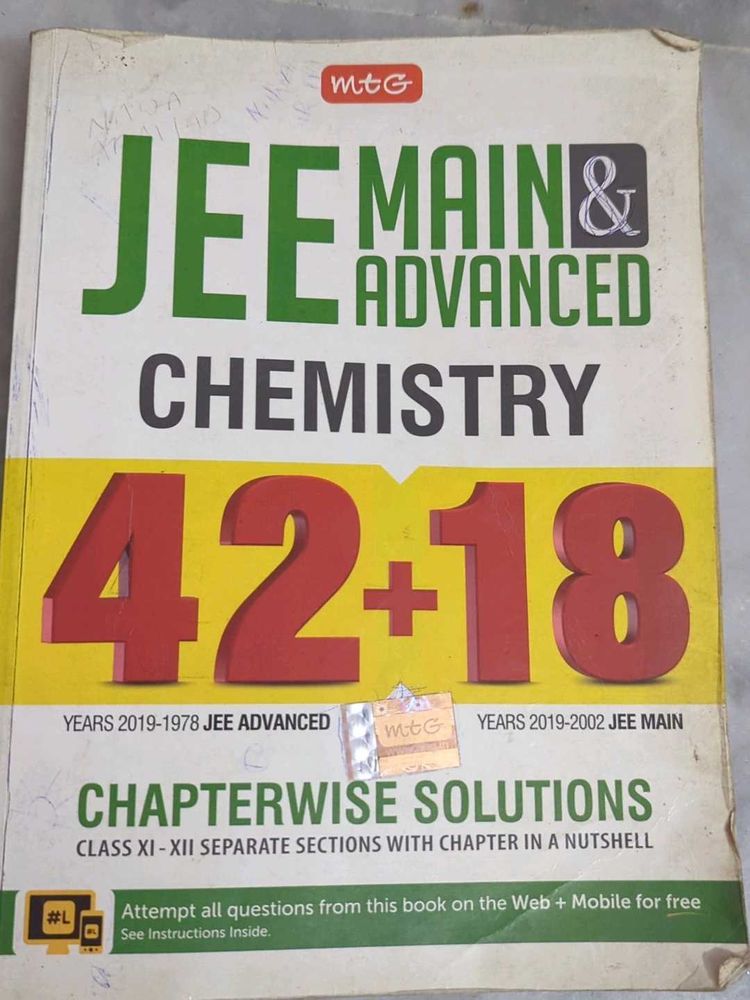 mtG
JEE MAIN &
ADVANCED
CHEMISTRY
42+18
YEARS 2019-1978 JEE ADVANCED
mtG
YEARS 2019-2002 JEE MAIN
CHAPTERWISE SOLUTIONS
CLASS XI - XII SEPARATE SECTIONS WITH CHAPTER IN A NUTSHELL
#L
#L
Attempt all questions from this book on the Web + Mobile for free
See Instructions Inside.